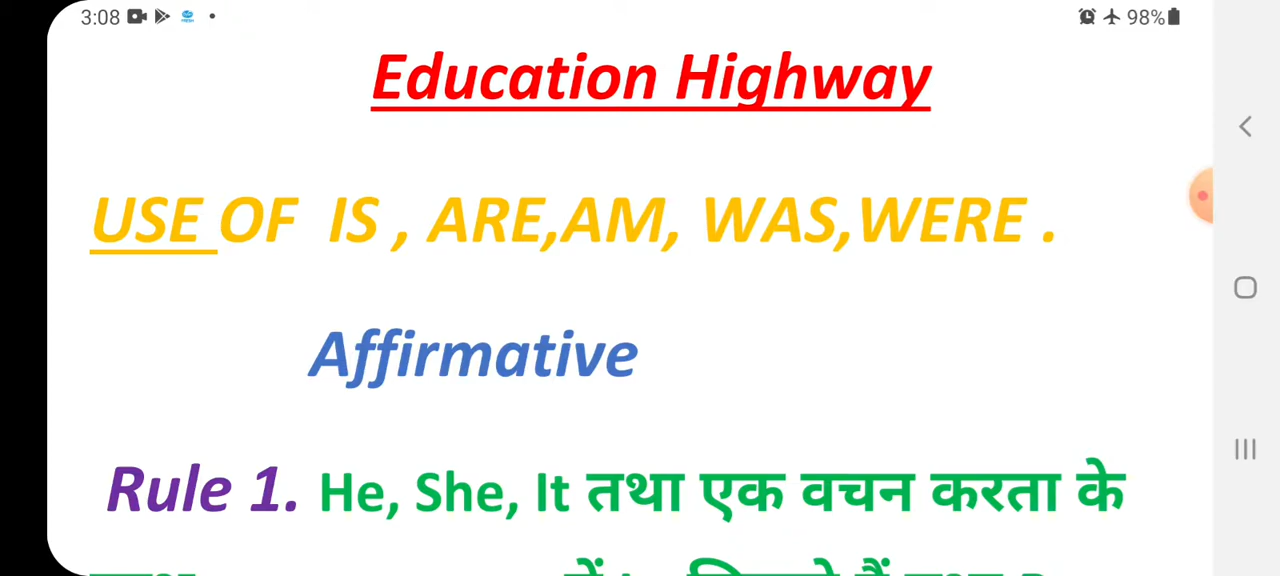 3:08
98%
Education Highway
USE OF IS , ARE,AM, WAS,WERE .
Affirmative
Rule 1. He, She, It तथा एक वचन करता के